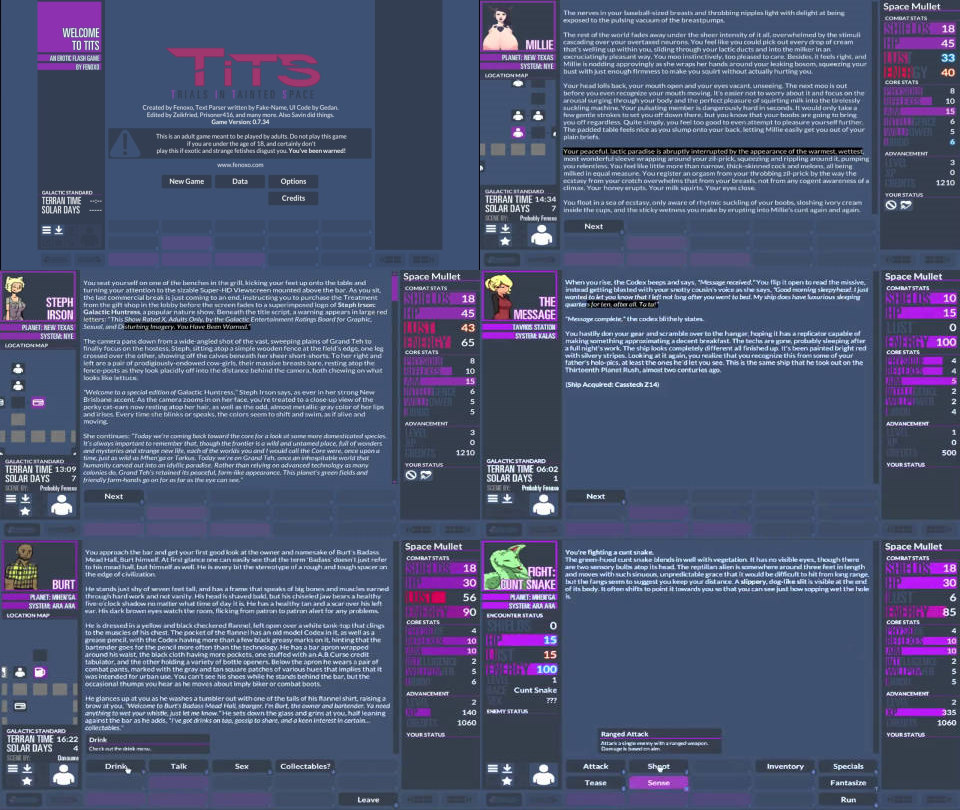 WELCOME
TO TITS
AN EROTIC FLASH GAME
BY FENOXO
TiTS
TRIALS IN TAINTED SPACE
Created by Fenoxo, Text Parser written by Fake-Name, UI Code by Gedan.
Edited by Zeikfried, Prisoner416, and many more. Also Savin did things.
Game Version: 0.7.34
This is an adult game meant to be played by adults. Do not play this game
if you are under the age of 18, and certainly don't
play this if exotic and strange fetishes disgust you. You've been warned!
www.fenoxo.com
New Game
Data
Options
Credits
GALACTIC STANDARD
TERRAN TIME --:--
SOLAR DAYS ----
MILLIE
PLANET: NEW TEXAS
SYSTEM: NYE
LOCATION MAP
GALACTIC STANDARD
TERRAN TIME 14:34
SOLAR DAYS 7
SCENE BY: Probably Fenoxo
The nerves in your baseball-sized breasts and throbbing nipples light with delight at being
exposed to the pulsing vacuum of the breastpumps.
The rest of the world fades away under the sheer intensity of it all, overwhelmed by the stimuli
cascading over your overtaxed neurons. You feel like you could pick out every drop of cream
that's welling up within you, sliding through your lactic ducts and into the milker in an
excruciatingly pleasant way. You moo instinctively, too pleased to care. Besides, it feels right, and
Millie is nodding approvingly as she wraps her hands around your leaking bosom, squeezing your
bust with just enough firmness to make you squirt without actually hurting you.
Your head lolls back, your mouth open and your eyes vacant, unseeing. The next moo is out
before you even recognize your mouth moving. It's easier not to worry about it and focus on the
arousal surging through your body and the perfect pleasure of squirting milk into the tirelessly
sucking machine. Your pulsating member is dangerously hard in seconds. It would only take a
few gentle strokes to set you off down there, but you know that your boobs are going to bring
you off regardless. Quite simply, you feel too good to even attempt to pleasure yourself further.
The padded table feels nice as you slump onto your back, letting Millie easily get you out of your
plain briefs.
Your peaceful, lactic paradise is abruptly interrupted by the appearance of the warmest, wettest,
most wonderful sleeve wrapping around your zil-prick, squeezing and rippling around it, pumping
you relentless. You feel like little more than narrow, thick-teated cock and melons, all being
milked in equal measure. You register an orgasm from your throbbing zil-prick by the way the
ecstasy from your crotch overwhelms that from your breasts, not from any cogent awareness of a
climax. Your honey erupts. Your milk squirts. Your eyes close.
You float in a sea of ecstasy, only aware of rhythmic suckling of your boobs, sloshing ivory cream
inside the cups, and the sticky wetness you make by erupting into Millie's cunt again and again.
Next
Space Mullet
COMBAT STATS
SHIELDS 18
HP 45
LUST 33
ENERGY 40
CORE STATS
PHYSIQUE 8
REFLEXES 10
AIM 15
INTELLIGENCE 6
WILLPOWER 5
LIBIDO 6
ADVANCEMENT
LEVEL 3
XP 0
CREDITS 1210
YOUR STATUS
STEPH
IRSON
PLANET: NEW TEXAS
SYSTEM: NYE
LOCATION MAP
GALACTIC STANDARD
TERRAN TIME 13:09
SOLAR DAYS 7
SCENE BY: Probably Fenoxo
You seat yourself on one of the benches in the grill, kicking your feet up onto the table and
turning your attention to the sizable Super-HD Viewscreen mounted above the bar. As you sit,
the last commercial break is just coming to an end, instructing you to purchase the Treatment
from the gift shop in the lobby before the screen fades to a superimposed logo of Steph Irson:
Galactic Huntress, a popular nature show. Beneath the title script, a warning appears in large red
letters: "This Show Rated X, Adults Only, by the Galactic Entertainment Ratings Board for Graphic,
Sexual, and Disturbing Imagery. You Have Been Warned."
The camera pans down from a wide-angled shot of the vast, sweeping plains of Grand Teh to
finally focus on the hostess, Steph, sitting atop a simple wooden fence at the field's edge, one leg
crossed over the other, showing off the calves beneath her sheer short-shorts. To her right and
left are a pair of prodigiously-endowed cow-girls, their massive breasts bare, resting atop the
fence-posts as they placidly gaze off into the distance behind the camera, both chewing on what
looks like lettuce.
"Welcome to a special edition of Galactic Huntress," Steph Irson says, as ever in her strong New
Brisbane accent. As the camera zooms in on her face, you're treated to a close-up view of the
perky cat-ears now resting atop her hair, as well as the odd, almost metallic-gray color of her lips
and irises. Every time she blinks or speaks, the colors seem to shift and swim, as if alive and
moving.
She continues: "Today we're coming back toward the core for a look at some more domesticated species.
It's always important to remember that, though the frontier is a wild and untamed place, full of wonders
and mysteries and strange new life, each of the worlds you and I would call the Core, were, once upon a
time, just as wild as Mhen'ga or Tarkus. Today we're on Grand Teh, once an inhospitable world that
humanity carved out into an idyllic paradise. Rather than relying on advanced technology as many
colonies do, Grand Teh's retained its peaceful, farm-like appearance. This planet's green fields and
friendly farm-hands go on for as far as the eye can see."
Next
Space Mullet
COMBAT STATS
SHIELDS 18
HP 45
LUST 43
ENERGY 65
CORE STATS
PHYSIQUE 8
REFLEXES 10
AIM 15
INTELLIGENCE 6
WILLPOWER 5
LIBIDO 5
ADVANCEMENT
LEVEL 3
XP 0
CREDITS 1210
YOUR STATUS
THE
MESSAGE
TAVROS STATION
SYSTEM: KALAS
GALACTIC STANDARD
TERRAN TIME 06:02
SOLAR DAYS 1
SCENE BY: Probably Fenoxo
When you rise, the Codex beeps and says, "Message received." You flip it open to read the missive,
instead getting blasted with your snotty cousin's voice as she says, "Good morning sleepyhead. I just
wanted to let you know that I left not long after you went to bed. My ship does have luxurious sleeping
quarters for ten, after all. Ta ta!"
"Message complete," the codex blithely states.
You hastily don your gear and scramble over to the hangar, hoping it has a replicator capable of
making something approximating a decent breakfast. The techs are gone, probably sleeping after
a full night's work. The ship looks completely different all finished up. It's been painted bright red
with silvery stripes. Looking at it again, you realize that you recognize this from some of your
father's holo-pics, at least the ones he let you see. This is the same ship that he took out on the
Thirteenth Planet Rush, almost two centuries ago.
(Ship Acquired: Casstech Z14)
Next
Space Mullet
COMBAT STATS
SHIELDS 10
HP 15
LUST 0
ENERGY 100
CORE STATS
PHYSIQUE 4
REFLEXES 4
AIM 5
INTELLIGENCE 2
WILLPOWER 2
LIBIDO 4
ADVANCEMENT
LEVEL 1
XP 0
CREDITS 500
YOUR STATUS
BURT
PLANET: MHEN'GA
SYSTEM: ARA ARA
LOCATION MAP
GALACTIC STANDARD
TERRAN TIME 16:22
SOLAR DAYS 4
You approach the bar and get your first good look at the owner and namesake of Burt's Badass
Mead Hall, Burt himself. At first glance one can easily see that the term 'Badass' doesn't just refer
to his mead hall, but himself as well. He is every bit the stereotype of a rough and tough spacer on
the edge of civilization.
He stands just shy of seven feet tall, and has a frame that speaks of big bones and muscles earned
through hard work and not vanity. His head is shaved bald, but his chiseled jaw bears a healthy
five-o'clock shadow no matter what time of day it is. He has a healthy tan and a scar over his left
ear. His dark brown eyes watch the room, flicking from patron to patron alert for any problems.
He is dressed in a yellow and black checkered flannel, left open over a white tank-top that clings
to the muscles of his chest. The pocket of the flannel has an old model Codex in it, as well as a
grease pencil, with the Codex having more than a few black greasy marks on it, hinting that the
bartender goes for the pencil more often than the technology. He has a bar apron wrapped
around his waist, the black cloth having more pockets, one stuffed with an A.B Curve credit
tabulator, and the other holding a variety of bottle openers. Below the apron he wears a pair of
combat pants, marked with the gray and tan square patches of various hues that implies that it
was intended for urban use. You can't see his shoes while he stands behind the bar, but the
occasional thumps you hear as he moves about imply biker or combat boots.
He glances up at you as he washes a tumbler out with one of the tails of his flannel shirt, raising a
brow at you, "Welcome to Burt's Badass Mead Hall, stranger. I'm Burt, the owner and bartender. Ya need
anything to wet your whistle, just let me know." He sets down the glass and grins at you, half leaning
against the bar as he adds, "I've got drinks on tap, gossip to share, and a keen interest in certain...
collectables."
Drink
Check out the drink menu.
Drink
Talk
Sex
Collectables?
Leave
Space Mullet
COMBAT STATS
SHIELDS 18
HP 30
LUST 56
ENERGY 90
CORE STATS
PHYSIQUE 4
REFLEXES 10
AIM 10
INTELLIGENCE 2
WILLPOWER 5
LIBIDO 6
ADVANCEMENT
LEVEL 2
XP 140
CREDITS 1060
YOUR STATUS
FIGHT:
CUNT SNAKE
PLANET: MHEN'GA
SYSTEM: ARA ARA
ENCOUNTER STATUS
SHIELDS 0
HP 15
LUST 15
ENERGY 100
LEVEL 1
Cunt Snake
???
ENEMY STATUS
You're fighting a cunt snake.
The green-hued cunt snake blends in well with vegetation. It has no visible eyes, though there
are two sensory bulbs atop its head. The reptilian alien is somewhere around three feet in length
and moves with such sinuous, unpredictable grace that it would be difficult to hit from long range,
but the fangs seem to suggest you keep your distance. A slippery, dog-like slit is visible at the end
of its tail. It often shifts to point it towards you so that you can see just how sopping wet the hole
is.
Ranged Attack
Attack a single enemy with a ranged weapon.
Damage is based on aim.
Attack
Shoot
Inventory
Specials
Tease
Sense
Fantasize
Run
Space Mullet
COMBAT STATS
SHIELDS 18
HP 30
LUST 6
ENERGY 85
CORE STATS
PHYSIQUE 4
REFLEXES 10
AIM 10
INTELLIGENCE 2
WILLPOWER 5
LIBIDO 6
ADVANCEMENT
LEVEL 2
XP 335
CREDITS 1060
YOUR STATUS